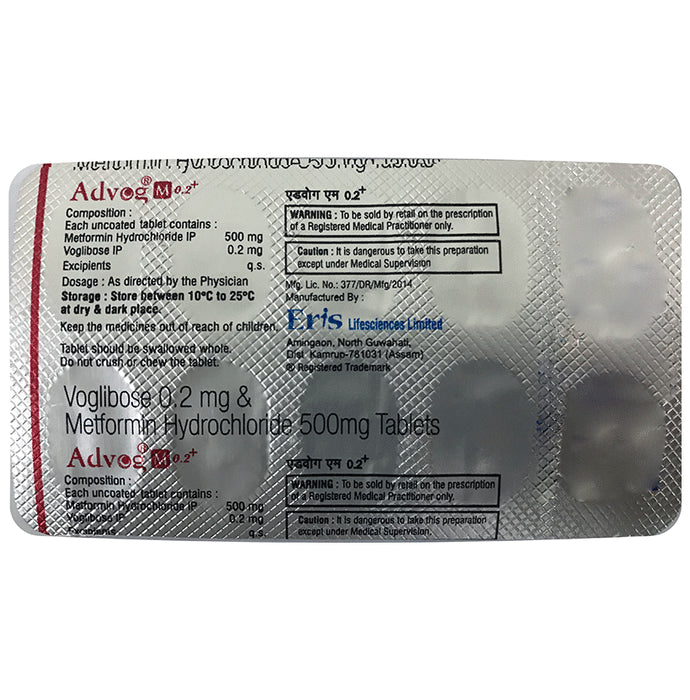 Metformin Hydrochloride 500mg Tablets
Advog® M 0.2+
Composition :
Each uncoated tablet contains :
Metformin Hydrochloride IP 500 mg
Voglibose IP 0.2 mg
Excipients q.s.
Dosage : As directed by the Physician
Storage : Store between 10ºC to 25ºC
at dry & dark place.
Keep the medicines out of reach of children.
Tablet should be swallowed whole.
Do not crush or chew the tablet.
एडवोग एम 0.2+
WARNING : To be sold by retail on the prescription
of a Registered Medical Practitioner only.
Caution : It is dangerous to take this preparation
except under Medical Supervision
Mfg. Lic. No.: 377/DR/Mfg/2014
Manufactured By :
Eris Lifesciences Limited
Amingaon, North Guwahati,
Dist Kamrup-781031 (Assam)
® Registered Trademark
Voglibose 0.2 mg &
Metformin Hydrochloride 500mg Tablets
Advog® M 0.2+
Composition :
Each uncoated tablet contains :
Metformin Hydrochloride IP 500 mg
Voglibose IP 0.2 mg
Excipients q.s.
एडवोग एम 0.2+
WARNING : To be sold by retail on the prescription
of a Registered Medical Practitioner only.
Caution : It is dangerous to take this preparation
except under Medical Supervision.